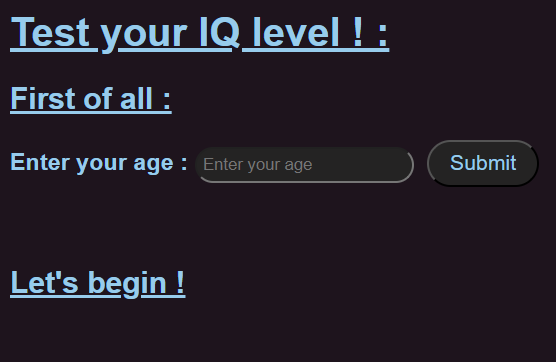 Test your IQ level ! :
First of all :
Enter your age : Enter your age Submit
Let's begin !